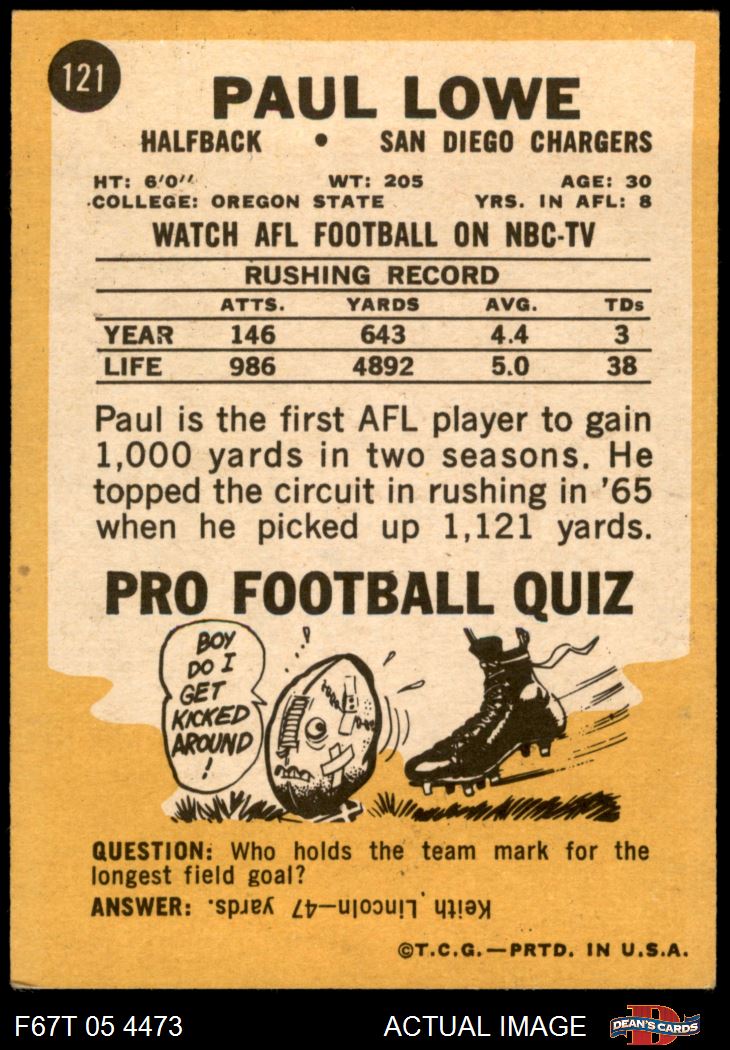 121
PAUL LOWE
HALFBACK • SAN DIEGO CHARGERS
HT: 6'0" WT: 205 AGE: 30
COLLEGE: OREGON STATE YRS. IN AFL: 8
WATCH AFL FOOTBALL ON NBC-TV
RUSHING RECORD
ATTS. YARDS AVG. TDs
YEAR 146 643 4.4 3
LIFE 986 4892 5.0 38
Paul is the first AFL player to gain
1,000 yards in two seasons. He
topped the circuit in rushing in '65
when he picked up 1,121 yards.
PRO FOOTBALL QUIZ
BOY
DO I
GET
KICKED
AROUND
!
QUESTION: Who holds the team mark for the
longest field goal?
ANSWER: Keith Lincoln—47 yards.
©T.C.G.—PRTD. IN U.S.A.
F67T 05 4473 ACTUAL IMAGE DEAN'S CARDS